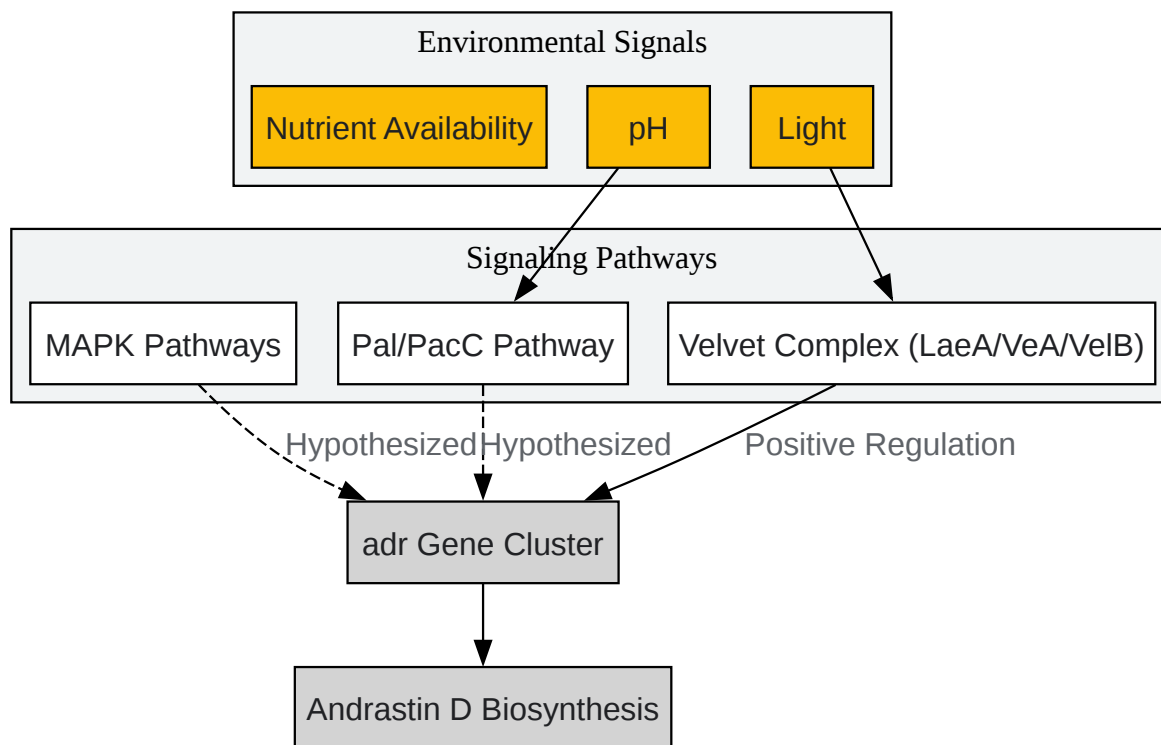 Environmental Signals
Nutrient Availability
pH
Light
Signaling Pathways
MAPK Pathways
Pal/PacC Pathway
Velvet Complex (LaeA/VeA/VelB)
Hypothesized
Hypothesized
Positive Regulation
adr Gene Cluster
Andrastin D Biosynthesis